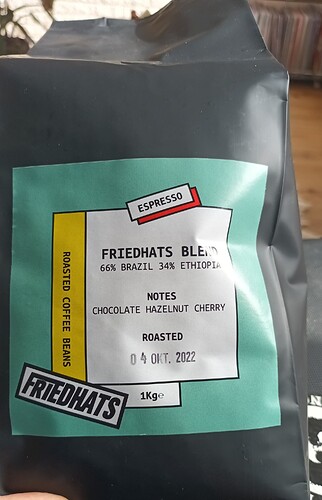 ESPRESSO
FRIEDHATS BLEND
66% BRAZIL 34% ETHIOPIA
NOTES
CHOCOLATE HAZELNUT CHERRY
ROASTED
04 OKT. 2022
1Kg℮
ROASTED COFFEE BEANS
FRIEDHATS